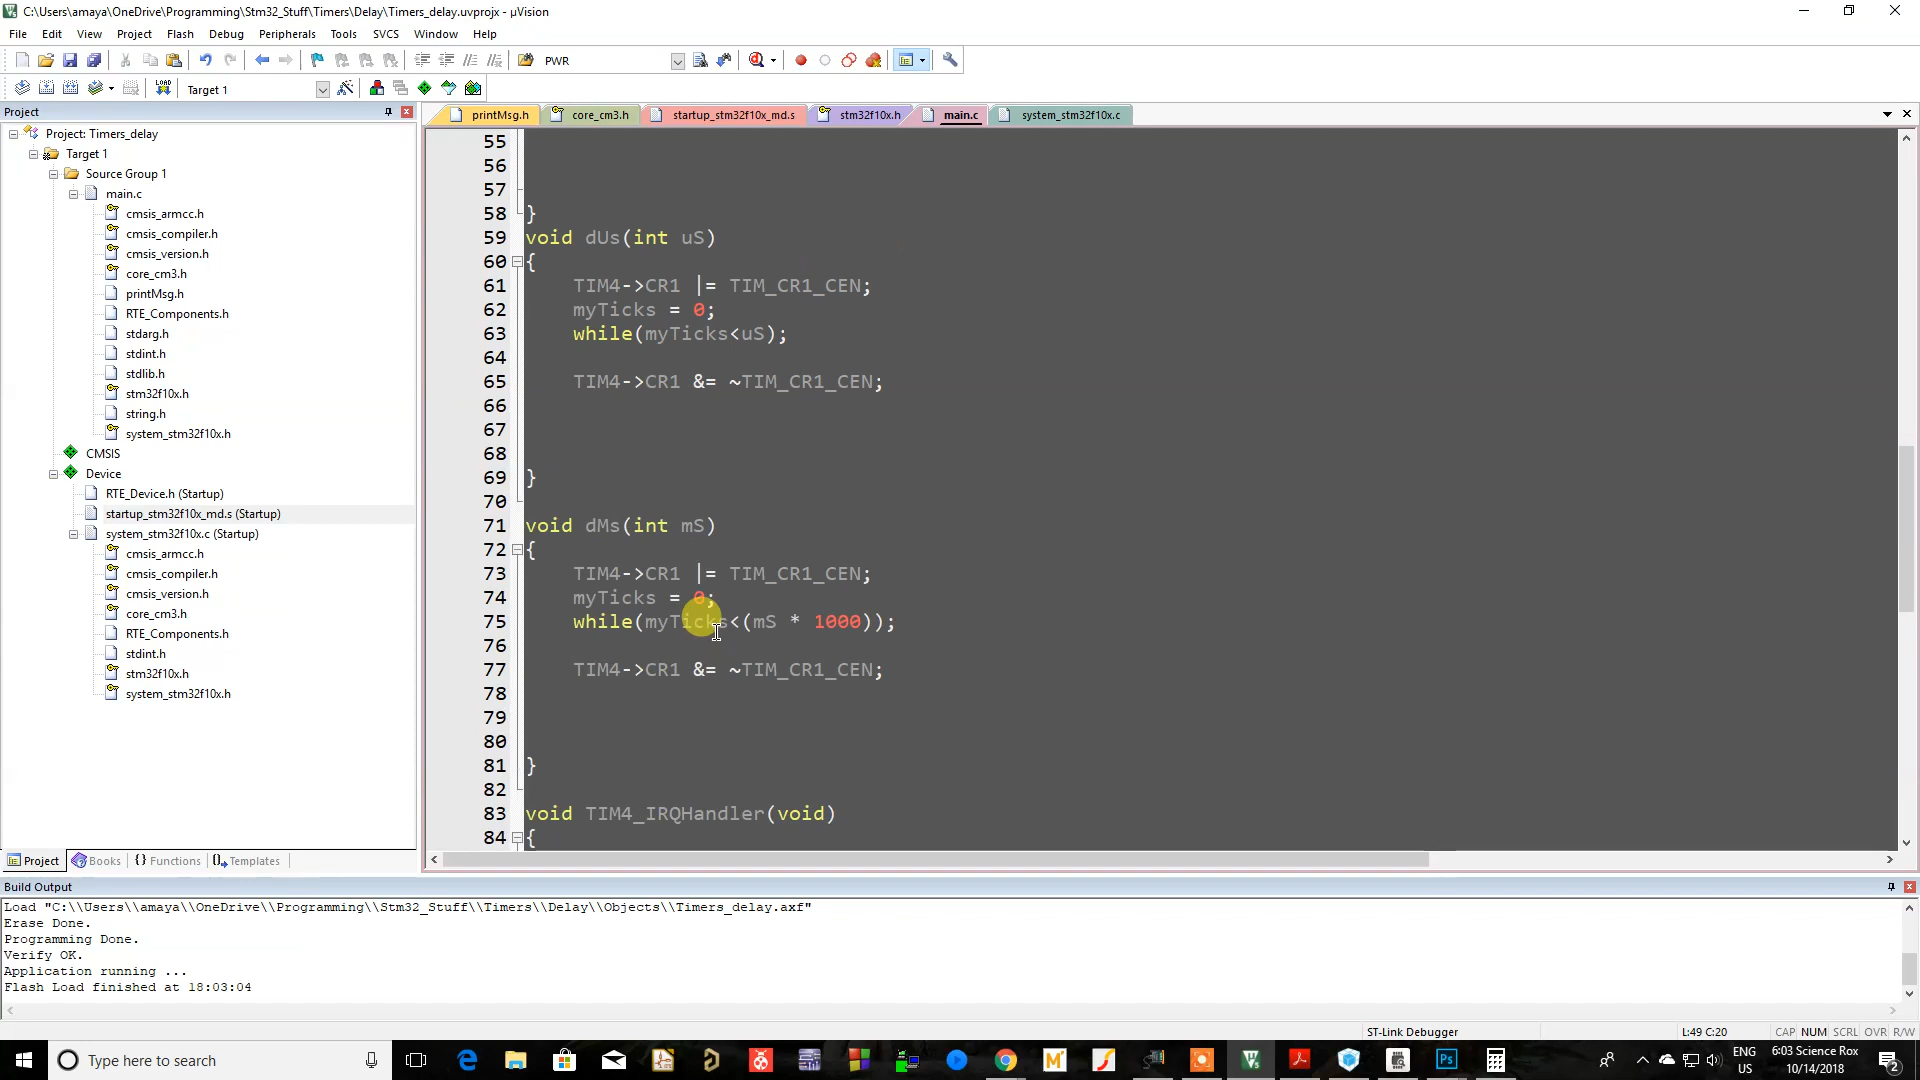 C:\Users\amaya\OneDrive\Programming\Stm32_Stuff\Timers\Delay\Timers_delay.uvprojx - µVision
File Edit View Project Flash Debug Peripherals Tools SVCS Window Help
PWR
LOAD
Target 1
Project
printMsg.h core_cm3.h startup_stm32f10x_md.s stm32f10x.h main.c system_stm32f10x.c
Project: Timers_delay
Target 1
Source Group 1
main.c
cmsis_armcc.h
cmsis_compiler.h
cmsis_version.h
core_cm3.h
printMsg.h
RTE_Components.h
stdarg.h
stdint.h
stdlib.h
stm32f10x.h
string.h
system_stm32f10x.h
CMSIS
Device
RTE_Device.h (Startup)
startup_stm32f10x_md.s (Startup)
system_stm32f10x.c (Startup)
cmsis_armcc.h
cmsis_compiler.h
cmsis_version.h
core_cm3.h
RTE_Components.h
stdint.h
stm32f10x.h
system_stm32f10x.h
Project Books {} Functions Templates
55
56
57
58 }
59 void dUs(int uS)
60 {
61 TIM4->CR1 |= TIM_CR1_CEN;
62 myTicks = 0;
63 while(myTicks<uS);
64
65 TIM4->CR1 &= ~TIM_CR1_CEN;
66
67
68
69 }
70
71 void dMs(int mS)
72 {
73 TIM4->CR1 |= TIM_CR1_CEN;
74 myTicks = 0;
75 while(myTicks<(mS * 1000));
76
77 TIM4->CR1 &= ~TIM_CR1_CEN;
78
79
80
81 }
82
83 void TIM4_IRQHandler(void)
84 {
Build Output
Load "C:\\Users\\amaya\\OneDrive\\Programming\\Stm32_Stuff\\Timers\\Delay\\Objects\\Timers_delay.axf"
Erase Done.
Programming Done.
Verify OK.
Application running ...
Flash Load finished at 18:03:04
ST-Link Debugger L:49 C:20 CAP NUM SCRL OVR R/W
Type here to search
ENG
US
6:03 Science Rox
10/14/2018
2